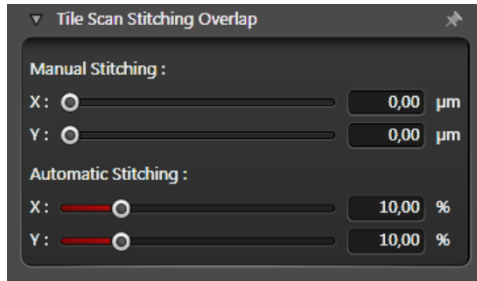 Tile Scan Stitching Overlap
Manual Stitching :
X : 0,00 µm
Y : 0,00 µm
Automatic Stitching :
X : 10,00 %
Y : 10,00 %